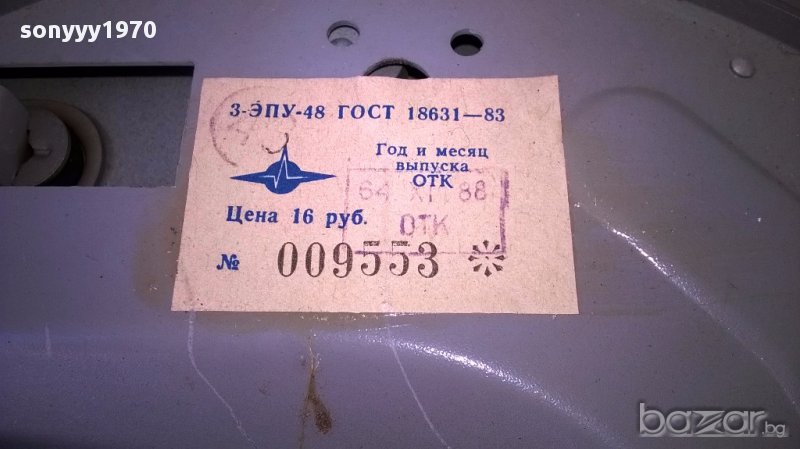 sonyyy1970
3-ЭПУ-48 ГОСТ 18631—83
Год и месяц
выпуска
ОТК
64 XI 88
ОТК
Цена 16 руб.
№ 009553
bazar.bg